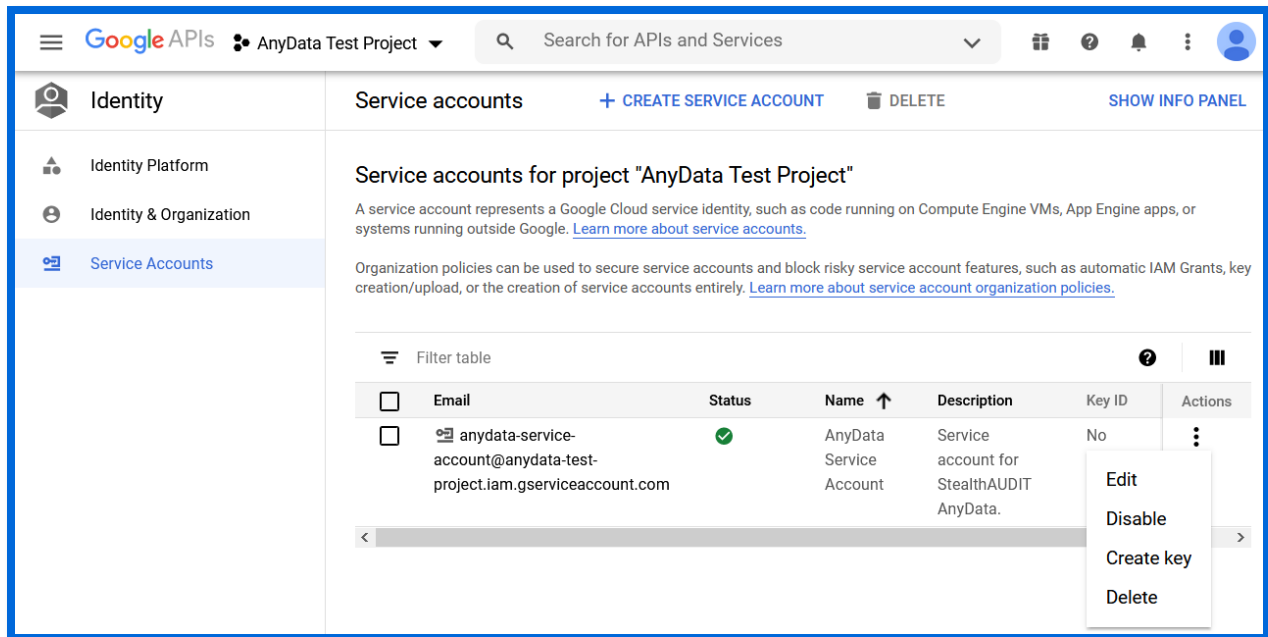 Google APIs
AnyData Test Project
Search for APIs and Services
Identity
Service accounts
CREATE SERVICE ACCOUNT
DELETE
SHOW INFO PANEL
Identity Platform
Identity & Organization
Service Accounts
Service accounts for project "AnyData Test Project"
A service account represents a Google Cloud service identity, such as code running on Compute Engine VMs, App Engine apps, or
systems running outside Google. Learn more about service accounts.
Organization policies can be used to secure service accounts and block risky service account features, such as automatic IAM Grants, key
creation/upload, or the creation of service accounts entirely. Learn more about service account organization policies.
Filter table
Email Status Name Description Key ID Actions
anydata-service-
account@anydata-test-
project.iam.gserviceaccount.com
AnyData
Service
Account
Service
account for
StealthAUDIT
AnyData.
No
Edit
Disable
Create key
Delete